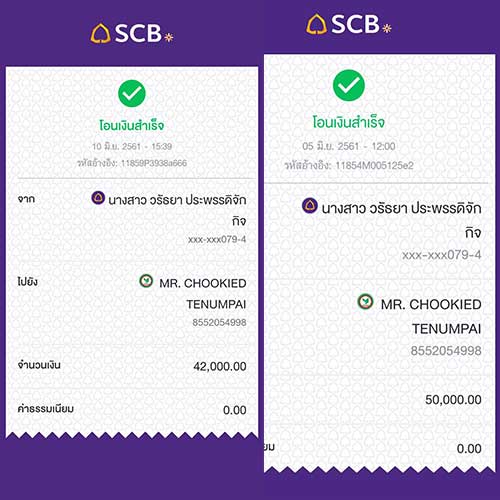 SCB
โอนเงินสำเร็จ
10 มิ.ย. 2561 - 15:39
รหัสอ้างอิง: 11859P3938a666
จาก
นางสาว วรัธยา ประพรรดิจัก
กิจ
xxx-xxx079-4
ไปยัง
MR. CHOOKIED
TENUMPAI
8552054998
จำนวนเงิน
42,000.00
ค่าธรรมเนียม
0.00
SCB
โอนเงินสำเร็จ
05 มิ.ย. 2561 - 12:00
รหัสอ้างอิง: 11854M005125e2
นางสาว วรัธยา ประพรรดิจัก
กิจ
xxx-xxx079-4
MR. CHOOKIED
TENUMPAI
8552054998
50,000.00
ยม
0.00